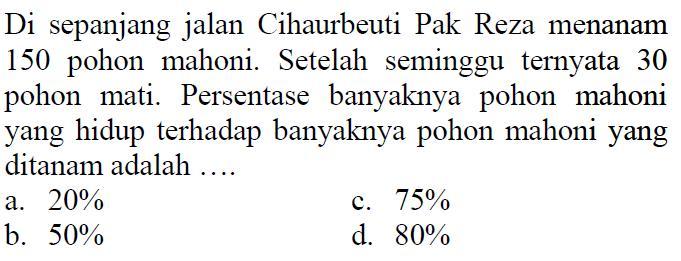 Di sepanjang jalan Cihaurbeuti Pak Reza menanam
150 pohon mahoni. Setelah seminggu ternyata 30
pohon mati. Persentase banyaknya pohon mahoni
yang hidup terhadap banyaknya pohon mahoni yang
ditanam adalah ....
a. 20% c. 75%
b. 50% d. 80%